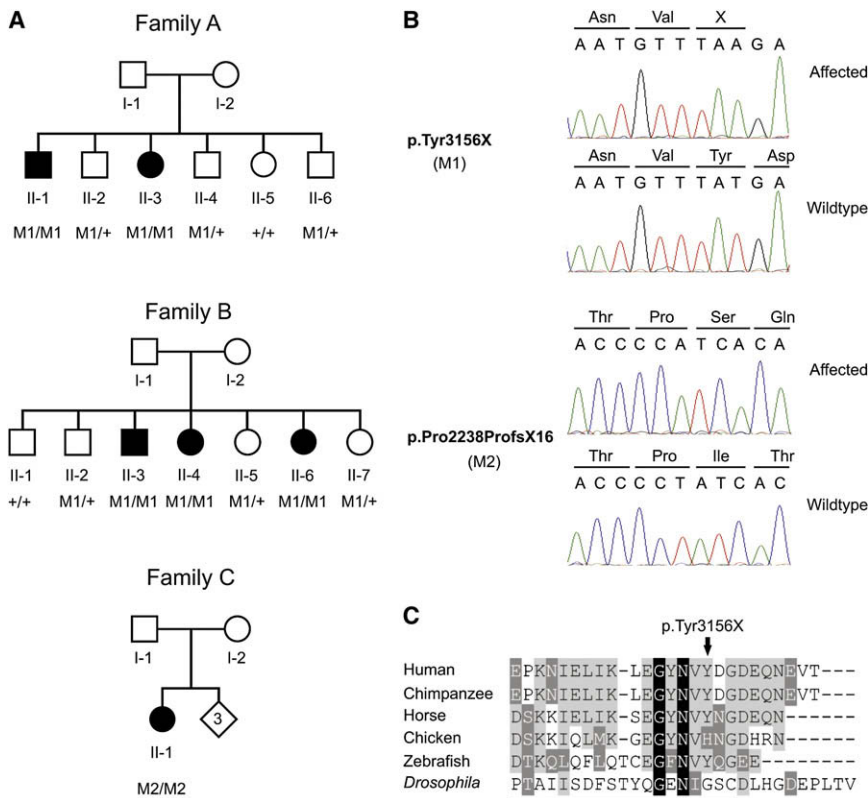 A
Family A
I-1 I-2
II-1 II-2 II-3 II-4 II-5 II-6
M1/M1 M1/+ M1/M1 M1/+ +/+ M1/+
Family B
I-1 I-2
II-1 II-2 II-3 II-4 II-5 II-6 II-7
+/+ M1/+ M1/M1 M1/M1 M1/+ M1/M1 M1/+
Family C
I-1 I-2
3
II-1
M2/M2
B
Asn Val X
A A T G T T T A A G A
Affected
p.Tyr3156X
(M1)
Asn Val Tyr Asp
A A T G T T T A T G A
Wildtype
Thr Pro Ser Gln
A C C C C A T C A C A
Affected
p.Pro2238ProfsX16
(M2)
Thr Pro Ile Thr
A C C C C T A T C A C
Wildtype
C
p.Tyr3156X
Human EPKNIELIK-LEGYNVYDGDEQNEVT----
Chimpanzee EPKNIELIK-LEGYNVYDGDEQNEVT----
Horse DSKKIELIK-SEGYNVYNGDEQN-------
Chicken DSKKIQLMK-GEGYNVHNGDHRN-------
Zebrafish DTKQLQFLQTCEGFNVYQGEE---------
Drosophila PTAIISDFSTYQGENIGSCDLHGDEPLTV